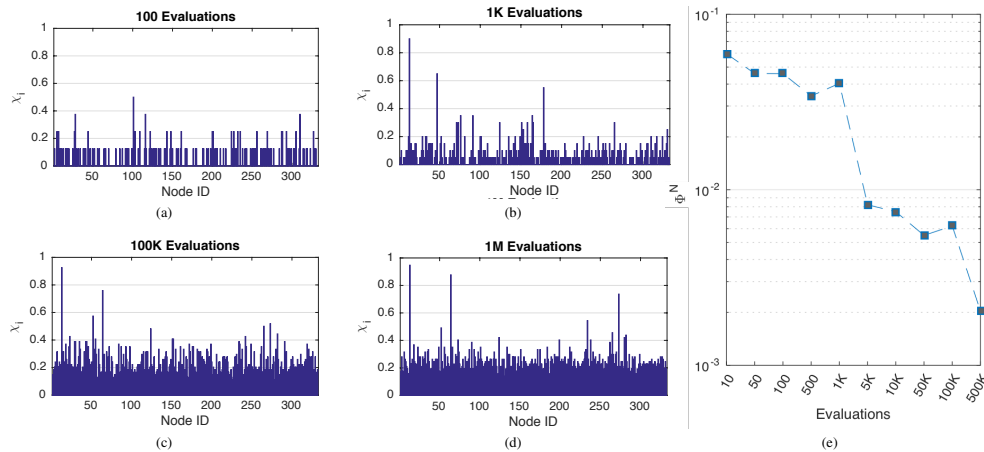 100 Evaluations
1
0.8
0.6
0.4
0.2
0
χi
50 100 150 200 250 300
Node ID
(a)
1K Evaluations
1
0.8
0.6
0.4
0.2
0
χi
50 100 150 200 250 300
Node ID
(b)
100K Evaluations
1
0.8
0.6
0.4
0.2
0
χi
50 100 150 200 250 300
Node ID
(c)
1M Evaluations
1
0.8
0.6
0.4
0.2
0
χi
50 100 150 200 250 300
Node ID
(d)
10⁻¹
10⁻²
10⁻³
ΦN
10 50 100 500 1K 5K 10K 50K 100K 500K
Evaluations
(e)